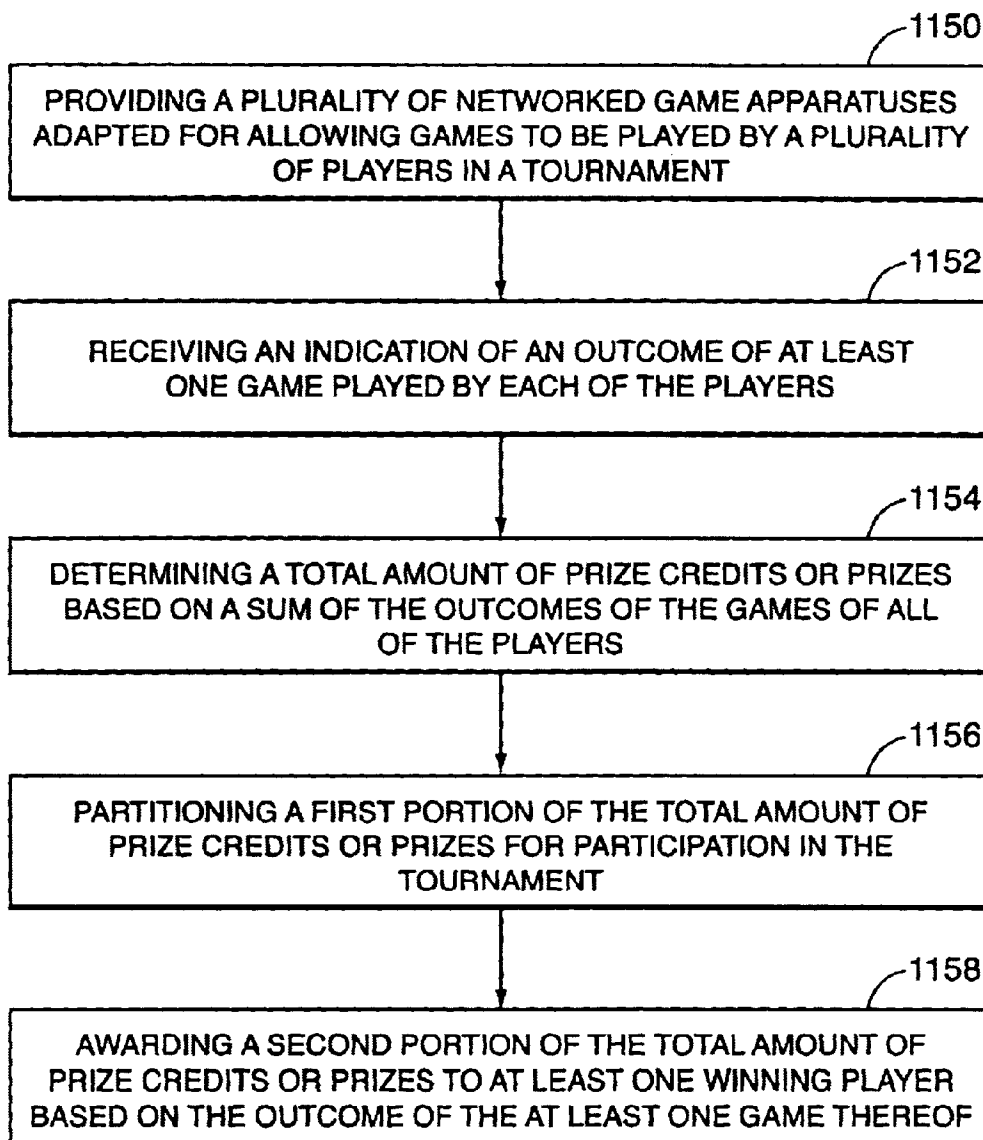 1150
PROVIDING A PLURALITY OF NETWORKED GAME APPARATUSES
ADAPTED FOR ALLOWING GAMES TO BE PLAYED BY A PLURALITY
OF PLAYERS IN A TOURNAMENT
1152
RECEIVING AN INDICATION OF AN OUTCOME OF AT LEAST
ONE GAME PLAYED BY EACH OF THE PLAYERS
1154
DETERMINING A TOTAL AMOUNT OF PRIZE CREDITS OR PRIZES
BASED ON A SUM OF THE OUTCOMES OF THE GAMES OF ALL
OF THE PLAYERS
1156
PARTITIONING A FIRST PORTION OF THE TOTAL AMOUNT OF
PRIZE CREDITS OR PRIZES FOR PARTICIPATION IN THE
TOURNAMENT
1158
AWARDING A SECOND PORTION OF THE TOTAL AMOUNT OF
PRIZE CREDITS OR PRIZES TO AT LEAST ONE WINNING PLAYER
BASED ON THE OUTCOME OF THE AT LEAST ONE GAME THEREOF